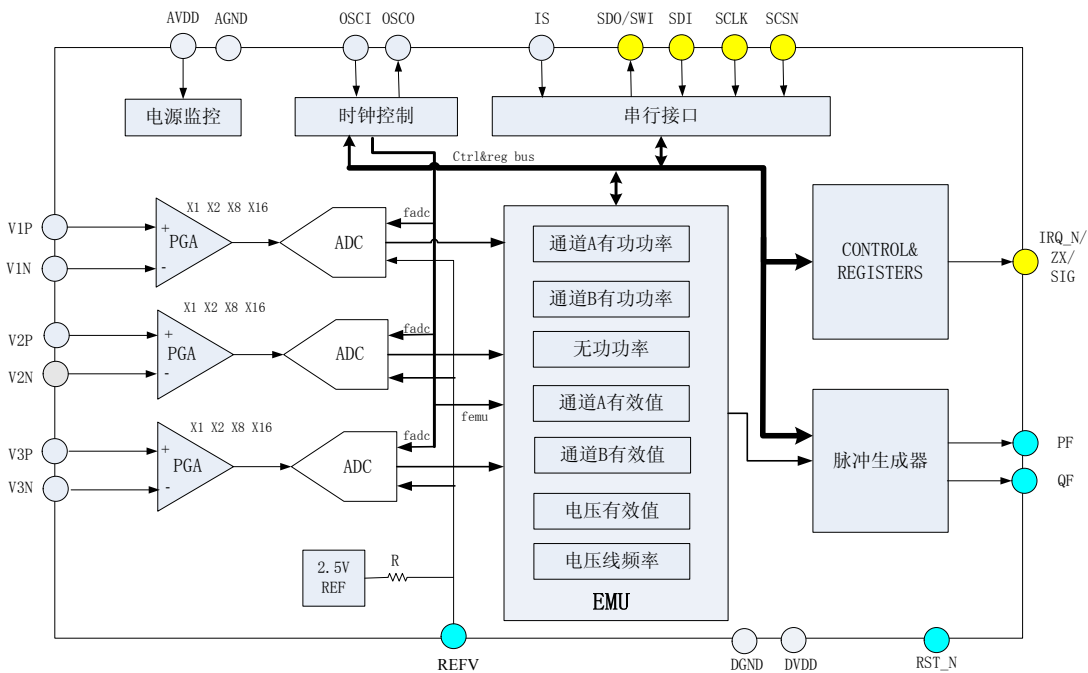 AVDD
AGND
OSCI
OSCO
IS
SDO/SWI
SDI
SCLK
SCSN
电源监控
时钟控制
串行接口
Ctrl&reg bus
V1P
V1N
X1 X2 X8 X16
+
PGA
-
ADC
fadc
V2P
V2N
X1 X2 X8 X16
+
PGA
-
ADC
fadc
femu
V3P
V3N
X1 X2 X8 X16
+
PGA
-
ADC
fadc
2.5V
REF
R
通道A有功功率
通道B有功功率
无功功率
通道A有效值
通道B有效值
电压有效值
电压线频率
EMU
CONTROL&
REGISTERS
IRQ_N/
ZX/
SIG
脉冲生成器
PF
QF
REFV
DGND
DVDD
RST_N